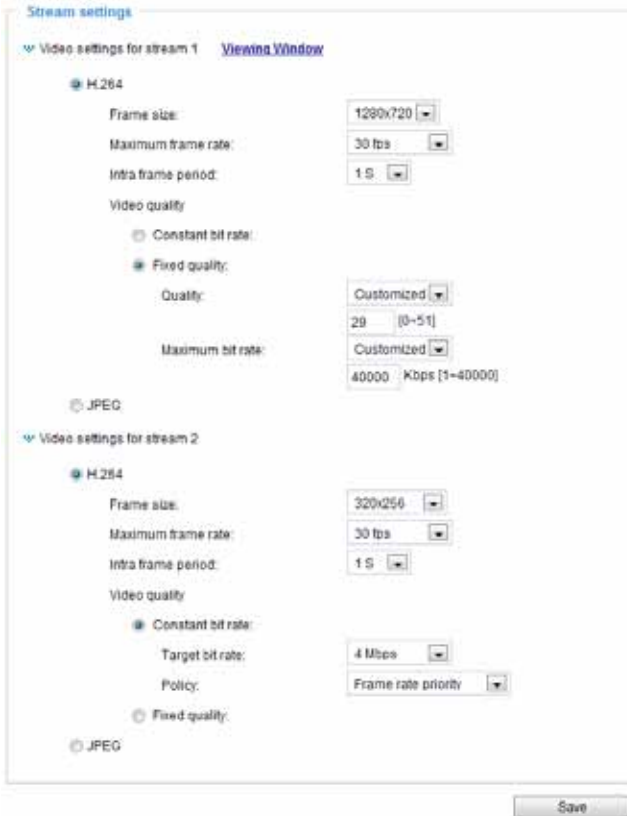 Stream settings
Video settings for stream 1 Viewing Window
H.264
Frame size: 1280x720
Maximum frame rate: 30 fps
Intra frame period: 1 S
Video quality
Constant bit rate:
Fixed quality:
Quality: Customized
29 [0~51]
Maximum bit rate: Customized
40000 Kbps [1~40000]
JPEG
Video settings for stream 2
H.264
Frame size: 320x256
Maximum frame rate: 30 fps
Intra frame period: 1 S
Video quality
Constant bit rate:
Target bit rate: 4 Mbps
Policy: Frame rate priority
Fixed quality:
JPEG
Save